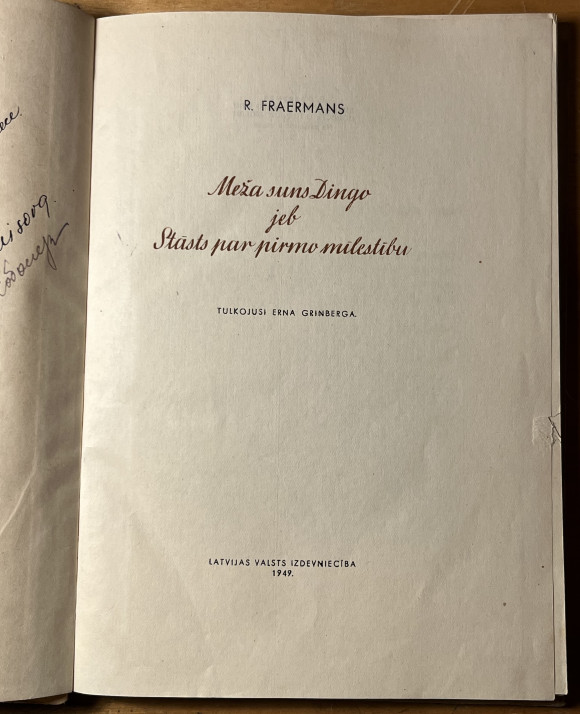 R. FRAERMANS
Meža suns Dingo
jeb
Stāsts par pirmo mīlestību
TULKOJUSI ERNA GRINBERGA.
LATVIJAS VALSTS IZDEVNIECĪBA
1949.